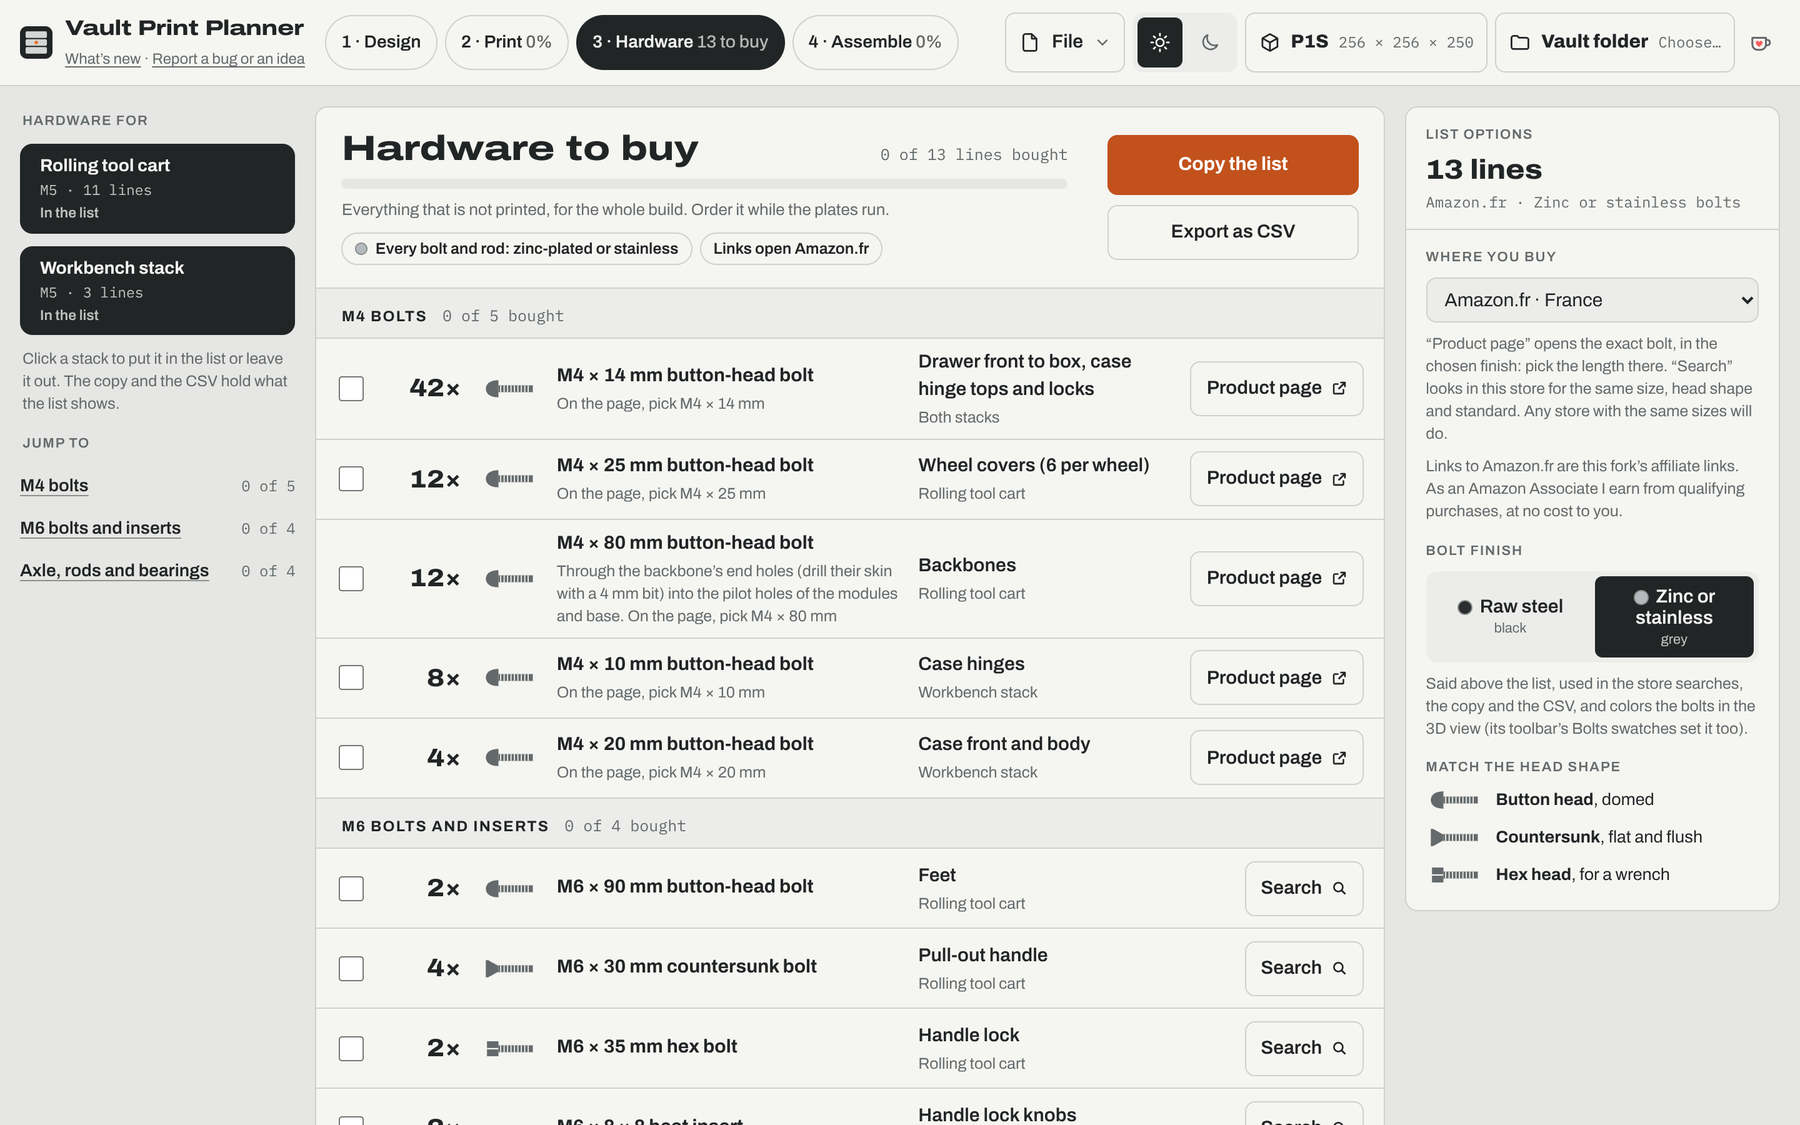 Vault Print Planner
What's new · Report a bug or an idea
1 · Design
2 · Print 0%
3 · Hardware 13 to buy
4 · Assemble 0%
File
P1S 256 × 256 × 250
Vault folder Choose…
HARDWARE FOR
Rolling tool cart
M5 · 11 lines
In the list
Workbench stack
M5 · 3 lines
In the list
Click a stack to put it in the list or leave
it out. The copy and the CSV hold what
the list shows.
JUMP TO
M4 bolts 0 of 5
M6 bolts and inserts 0 of 4
Axle, rods and bearings 0 of 4
Hardware to buy
0 of 13 lines bought
Everything that is not printed, for the whole build. Order it while the plates run.
Every bolt and rod: zinc-plated or stainless
Links open Amazon.fr
Copy the list
Export as CSV
M4 BOLTS 0 of 5 bought
42×
M4 × 14 mm button-head bolt
On the page, pick M4 × 14 mm
Drawer front to box, case
hinge tops and locks
Both stacks
Product page
12×
M4 × 25 mm button-head bolt
On the page, pick M4 × 25 mm
Wheel covers (6 per wheel)
Rolling tool cart
Product page
12×
M4 × 80 mm button-head bolt
Through the backbone's end holes (drill their skin
with a 4 mm bit) into the pilot holes of the modules
and base. On the page, pick M4 × 80 mm
Backbones
Rolling tool cart
Product page
8×
M4 × 10 mm button-head bolt
On the page, pick M4 × 10 mm
Case hinges
Workbench stack
Product page
4×
M4 × 20 mm button-head bolt
On the page, pick M4 × 20 mm
Case front and body
Workbench stack
Product page
M6 BOLTS AND INSERTS 0 of 4 bought
2×
M6 × 90 mm button-head bolt
Feet
Rolling tool cart
Search
4×
M6 × 30 mm countersunk bolt
Pull-out handle
Rolling tool cart
Search
2×
M6 × 35 mm hex bolt
Handle lock
Rolling tool cart
Search
Handle lock knobs
LIST OPTIONS
13 lines
Amazon.fr · Zinc or stainless bolts
WHERE YOU BUY
Amazon.fr · France
“Product page” opens the exact bolt, in the
chosen finish: pick the length there. “Search”
looks in this store for the same size, head shape
and standard. Any store with the same sizes will
do.
Links to Amazon.fr are this fork’s affiliate links.
As an Amazon Associate I earn from qualifying
purchases, at no cost to you.
BOLT FINISH
Raw steel
black
Zinc or
stainless
grey
Said above the list, used in the store searches,
the copy and the CSV, and colors the bolts in the
3D view (its toolbar’s Bolts swatches set it too).
MATCH THE HEAD SHAPE
Button head, domed
Countersunk, flat and flush
Hex head, for a wrench